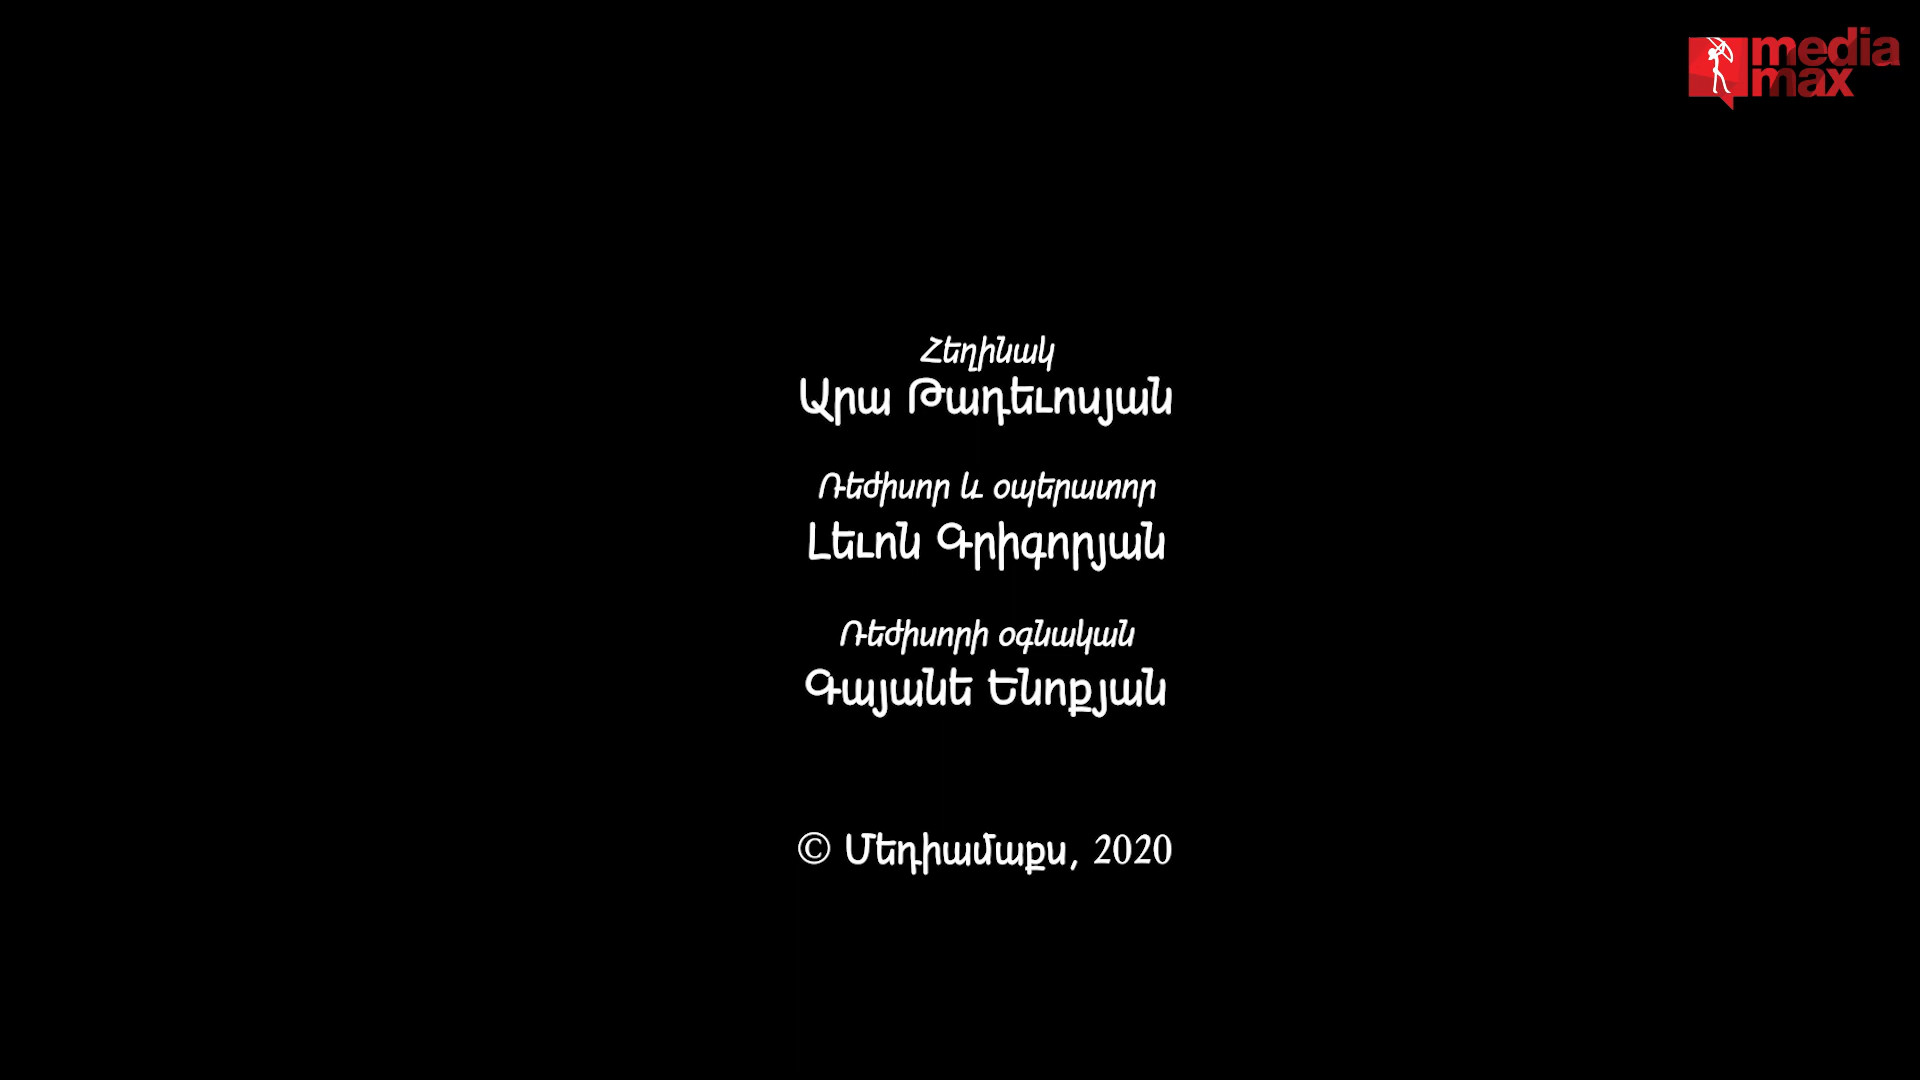 media
max
Հեղինակ
Արա Թադեւոսյան
Ռեժիսոր և օպերատոր
Լեւոն Գրիգորյան
Ռեժիսորի օգնական
Գայանե Ենոքյան
© Մեդիամաքս, 2020